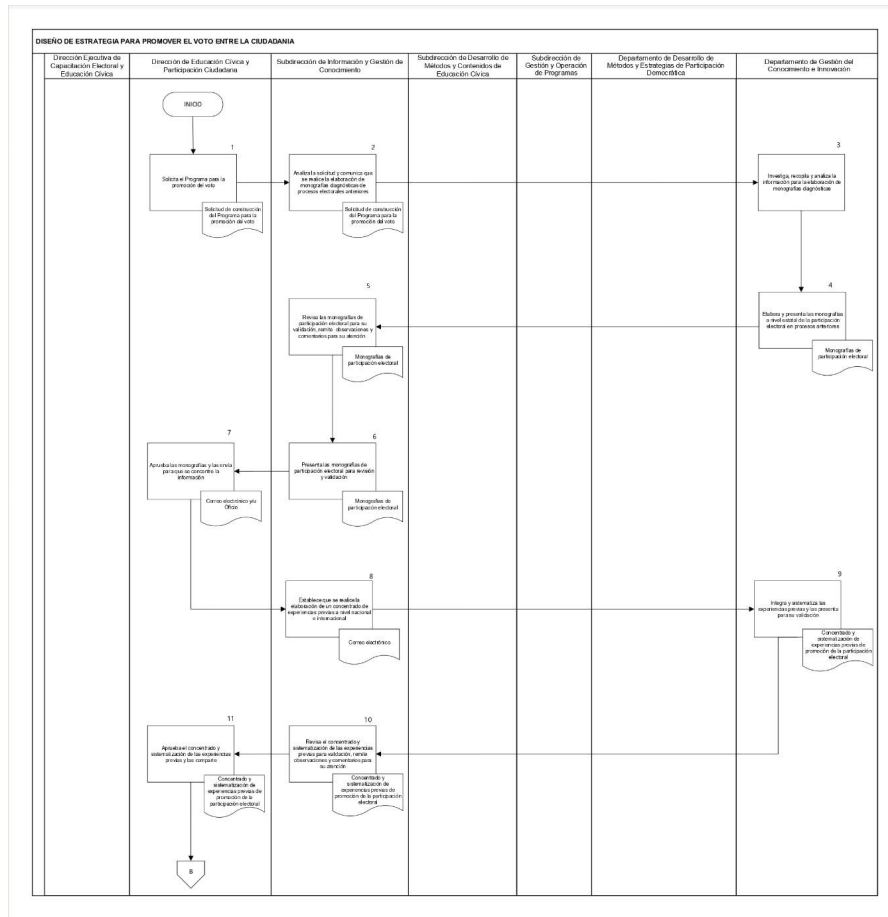 DISEÑO DE ESTRATEGIA PARA PROMOVER EL VOTO ENTRE LA CIUDADANIA
Dirección Ejecutiva de
Capacitación Electoral y
Educación Cívica
Dirección de Educación Cívica y
Participación Ciudadana
Subdirección de Información y Gestión de
Conocimiento
Subdirección de Desarrollo de
Métodos y Contenidos de
Educación Cívica
Subdirección de
Gestión y Operación
de Programas
Departamento de Desarrollo de
Métodos y Estrategias de Participación
Democrática
Departamento de Gestión del
Conocimiento e Innovación
INICIO
1
Solicita el Programa para la
promoción del voto
Solicitud de construcción
del Programa para la
promoción del voto
2
Analiza la solicitud y comunica que
se realice la elaboración de
monografías diagnósticas de
procesos electorales anteriores
Solicitud de construcción
del Programa para la
promoción del voto
3
Investiga, recopila y analiza la
información para la elaboración de
monografías diagnósticas
4
Elabora y presenta las monografías
a nivel estatal de la participación
electoral en procesos anteriores
Monografías de
participación electoral
5
Revisa las monografías de
participación electoral para su
validación, remite observaciones y
comentarios para su atención
Monografías de
participación electoral
6
Presenta las monografías de
participación electoral para revisión
y validación
Monografías de
participación electoral
7
Aprueba las monografías y las envía
para que se concentre la
información
Correo electrónico y/u
Oficio
8
Establece que se realice la
elaboración de un concentrado de
experiencias previas a nivel nacional
e internacional
Correo electrónico
9
Integra y sistematiza las
experiencias previas y las presenta
para su validación
Concentrado y
sistematización de
experiencias previas de
promoción de la participación
electoral
10
Revisa el concentrado y
sistematización de las experiencias
previas para validación, remite
observaciones y comentarios para
su atención
Concentrado y
sistematización de
experiencias previas de
promoción de la participación
electoral
11
Aprueba el concentrado y
sistematización de las experiencias
previas y las comparte
Concentrado y
sistematización de
experiencias previas de
promoción de la
participación electoral
B